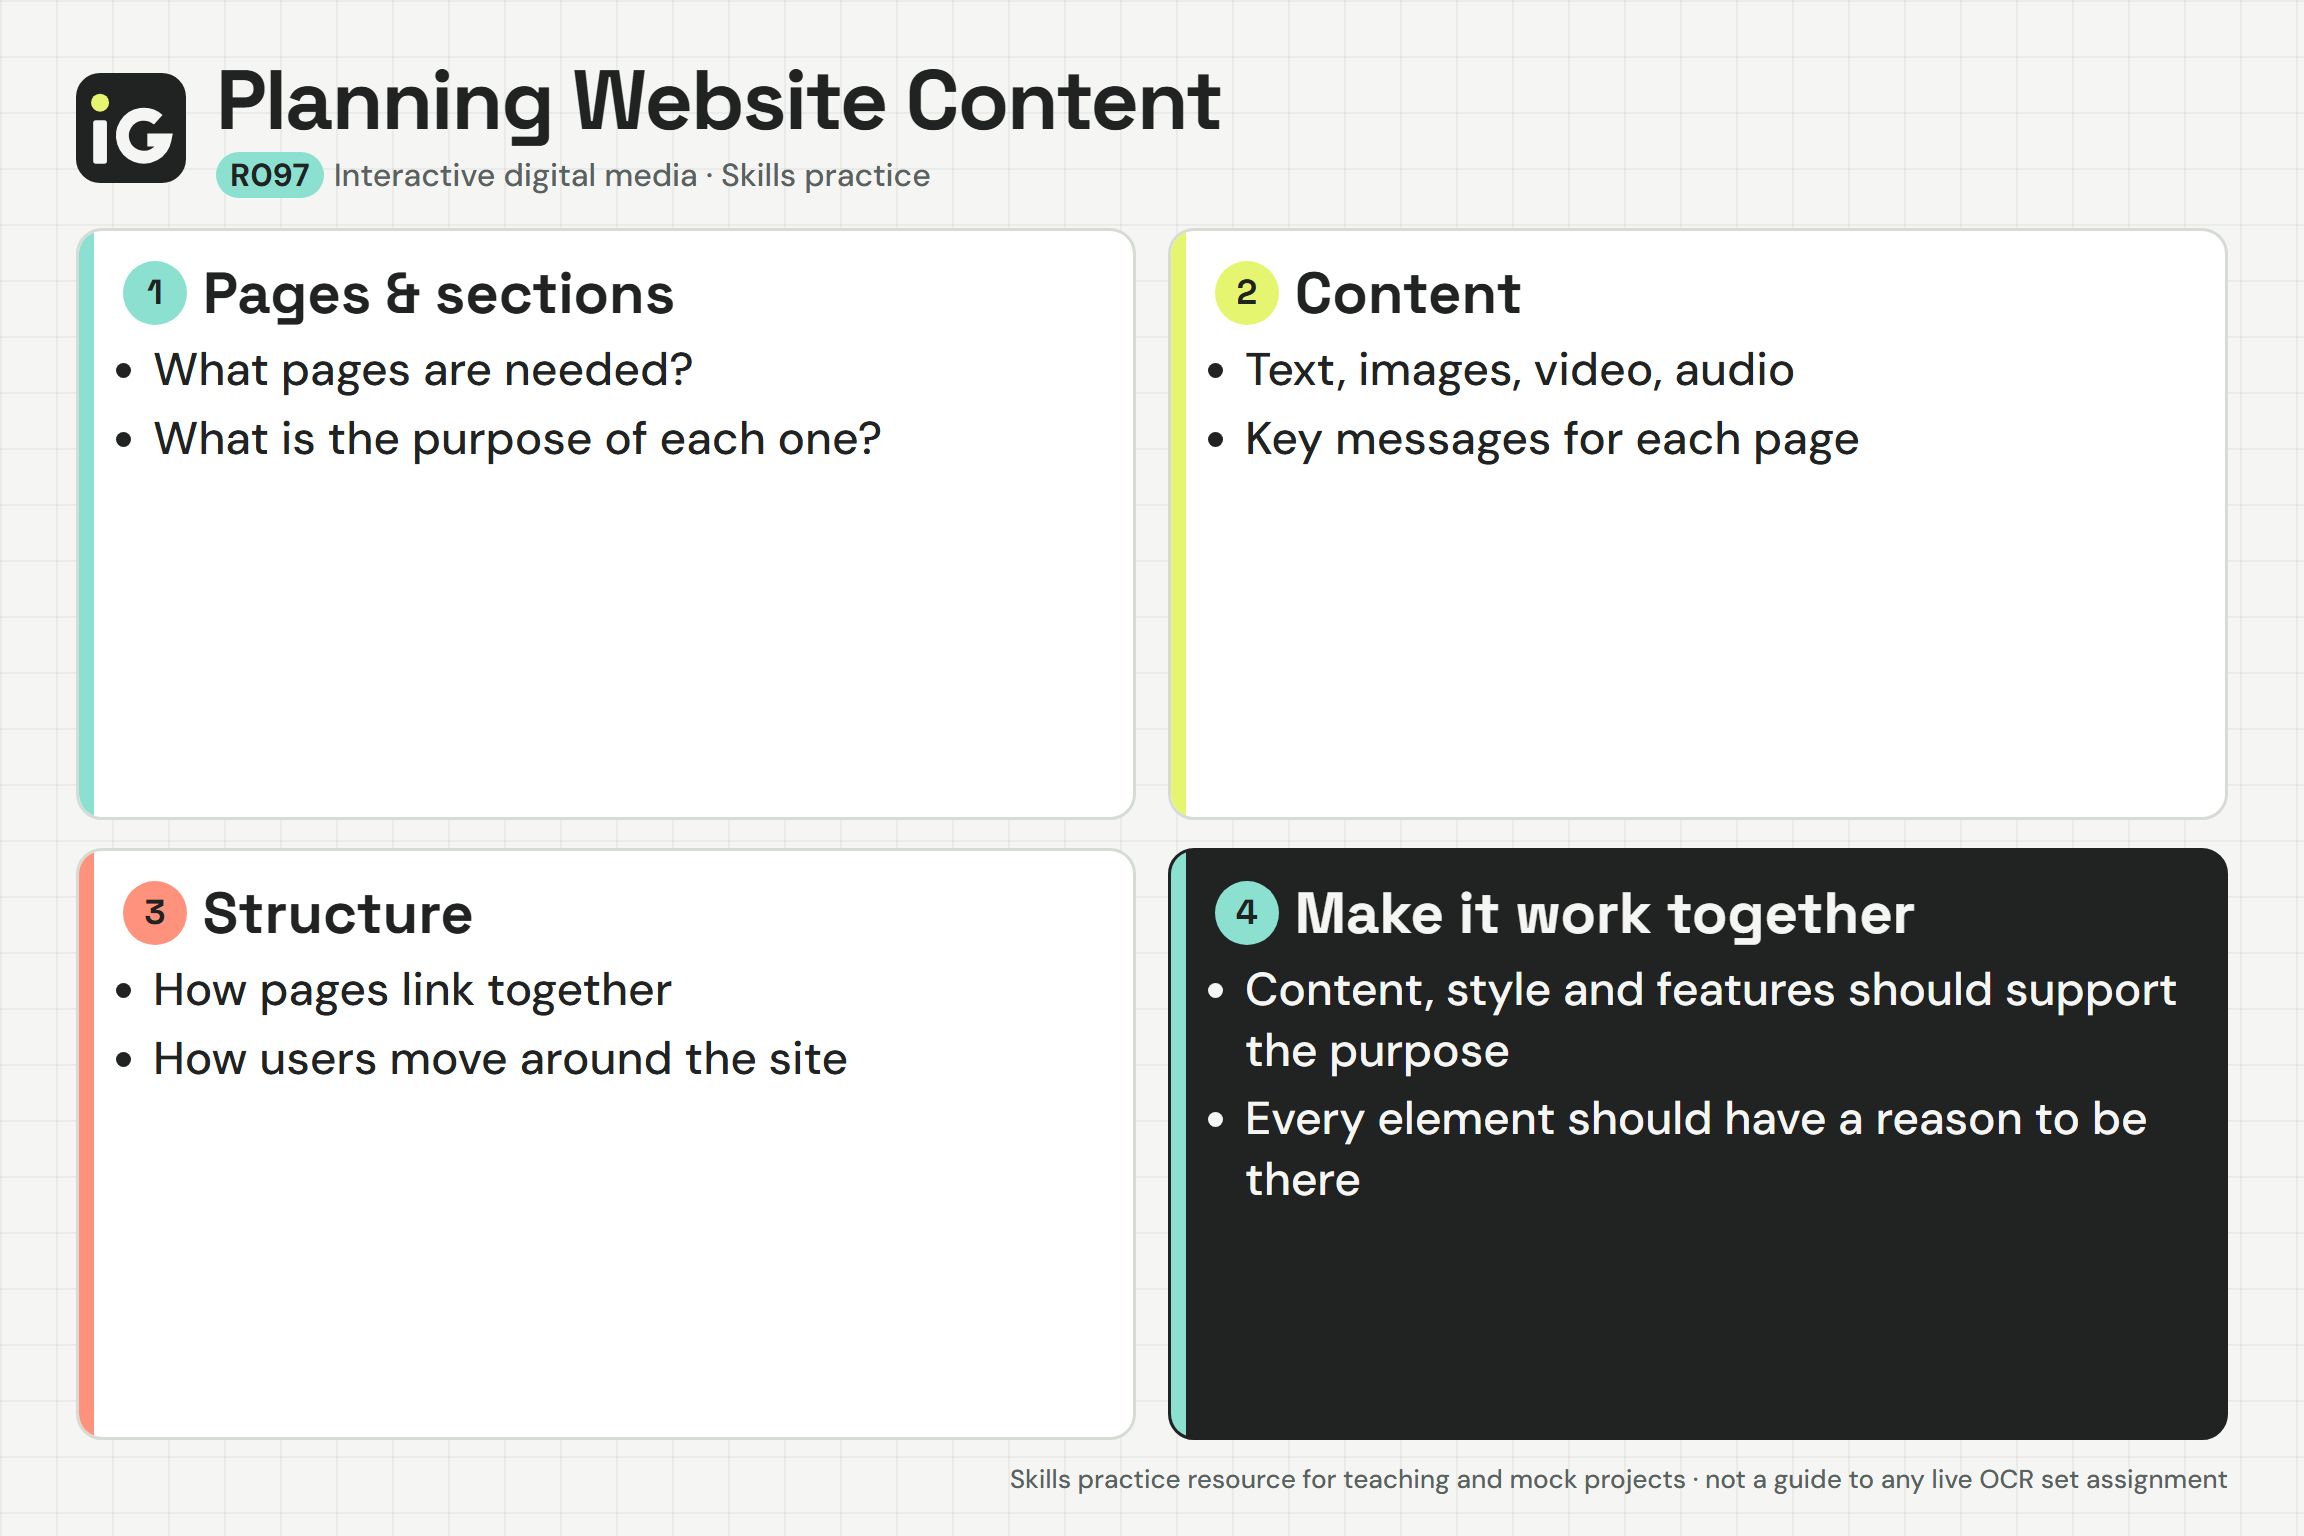 iG
Planning Website Content
R097 Interactive digital media · Skills practice
1 Pages & sections
• What pages are needed?
• What is the purpose of each one?
2 Content
• Text, images, video, audio
• Key messages for each page
3 Structure
• How pages link together
• How users move around the site
4 Make it work together
• Content, style and features should support
the purpose
• Every element should have a reason to be
there
Skills practice resource for teaching and mock projects · not a guide to any live OCR set assignment